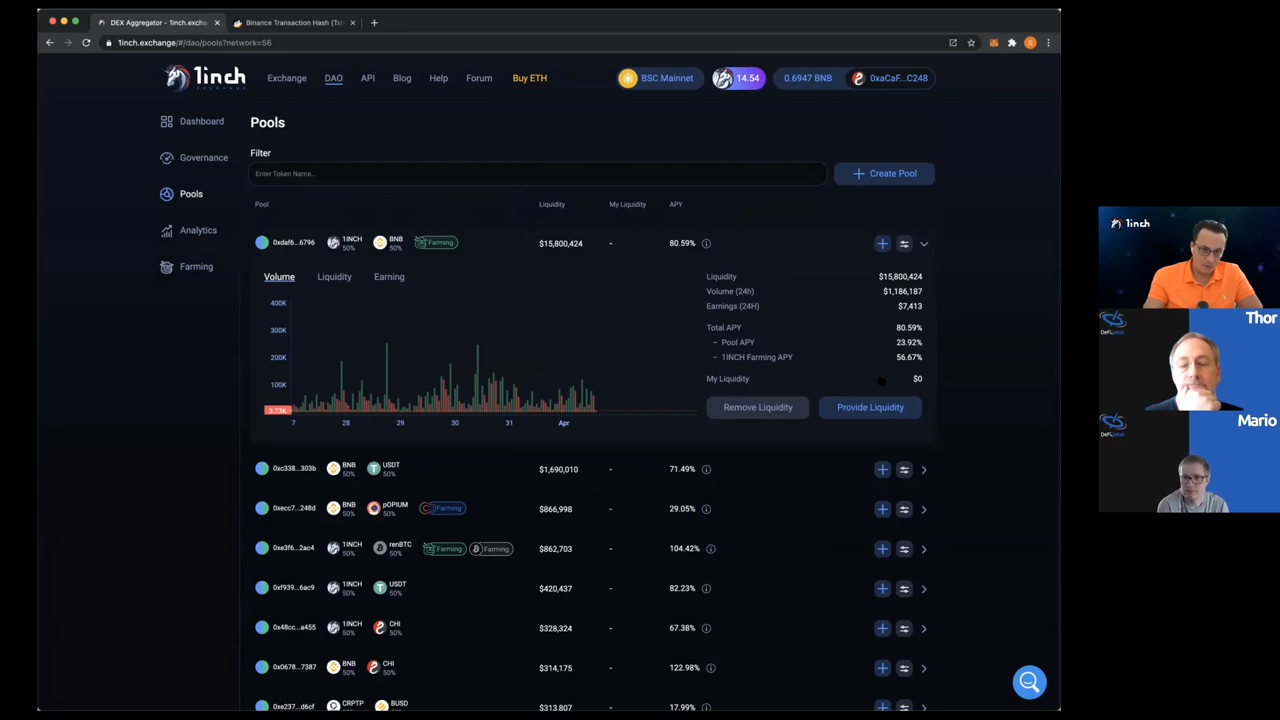 DEX Aggregator - 1inch.excha
Binance Transaction Hash (Txh
1inch.exchange/#/dao/pools?network=56
S
1inch
EXCHANGE
Exchange
DAO
API
Blog
Help
Forum
Buy ETH
BSC Mainnet
14.54
0.6947 BNB
0xaCaF...C248
Dashboard
Governance
Pools
Analytics
Farming
Pools
Filter
Enter Token Name...
Create Pool
Pool
Liquidity
My Liquidity
APY
0xdaf6...6796
1INCH
50%
BNB
50%
Farming
$15,800,424
-
80.59%
Volume
Liquidity
Earning
400K
300K
200K
100K
3.73K
7
28
29
30
31
Apr
Liquidity
$15,800,424
Volume (24h)
$1,186,187
Earnings (24H)
$7,413
Total APY
80.59%
– Pool APY
23.92%
– 1INCH Farming APY
56.67%
My Liquidity
$0
Remove Liquidity
Provide Liquidity
0xc338...303b
BNB
50%
USDT
50%
$1,690,010
-
71.49%
0xecc7...248d
BNB
50%
pOPIUM
50%
Farming
$866,998
-
29.05%
0xe3f6...2ac4
1INCH
50%
renBTC
50%
Farming
Farming
$862,703
-
104.42%
0xf939...6ac9
1INCH
50%
USDT
50%
$420,437
-
82.23%
0x48cc...a455
1INCH
50%
CHI
50%
$328,324
-
67.38%
0x0678...7387
BNB
50%
CHI
50%
$314,175
-
122.98%
0xe237...d6cf
CRPTP
50%
BUSD
50%
$313,807
-
17.99%
1inch
Thor
DeFi.jetzt
Mario
DeFi.jetzt